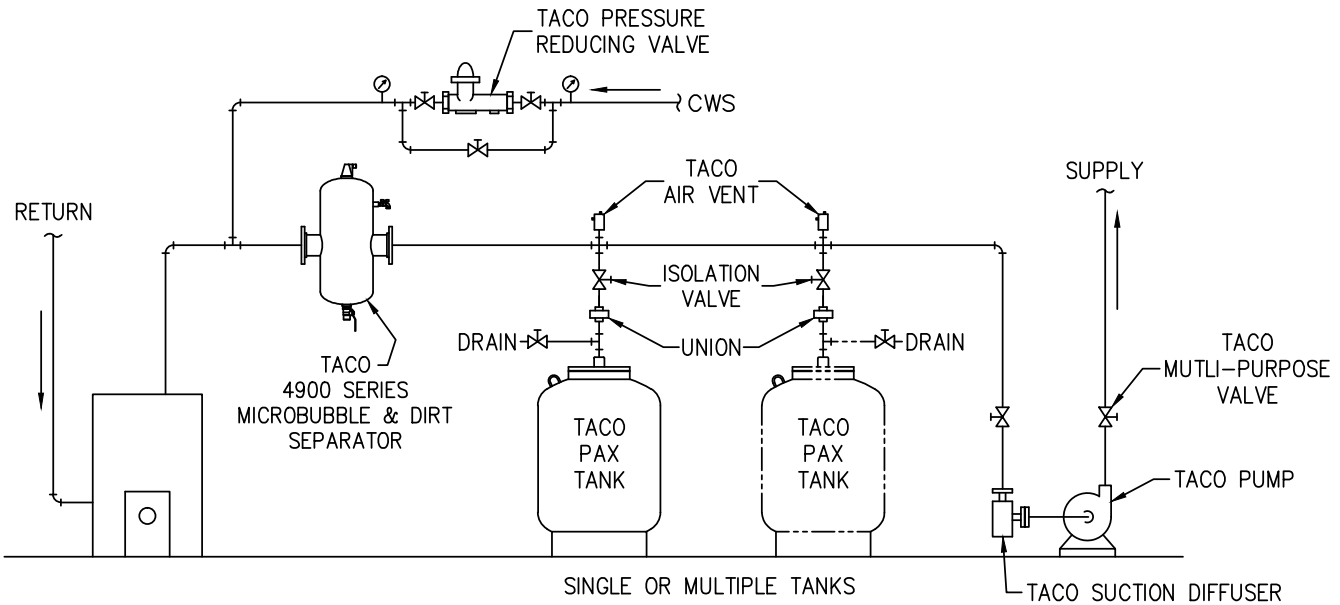 TACO PRESSURE
REDUCING VALVE
CWS
TACO
AIR VENT
SUPPLY
RETURN
ISOLATION
VALVE
DRAIN
UNION
DRAIN
TACO
4900 SERIES
MICROBUBBLE & DIRT
SEPARATOR
TACO
MUTLI-PURPOSE
VALVE
TACO
PAX
TANK
TACO
PAX
TANK
TACO PUMP
SINGLE OR MULTIPLE TANKS
TACO SUCTION DIFFUSER